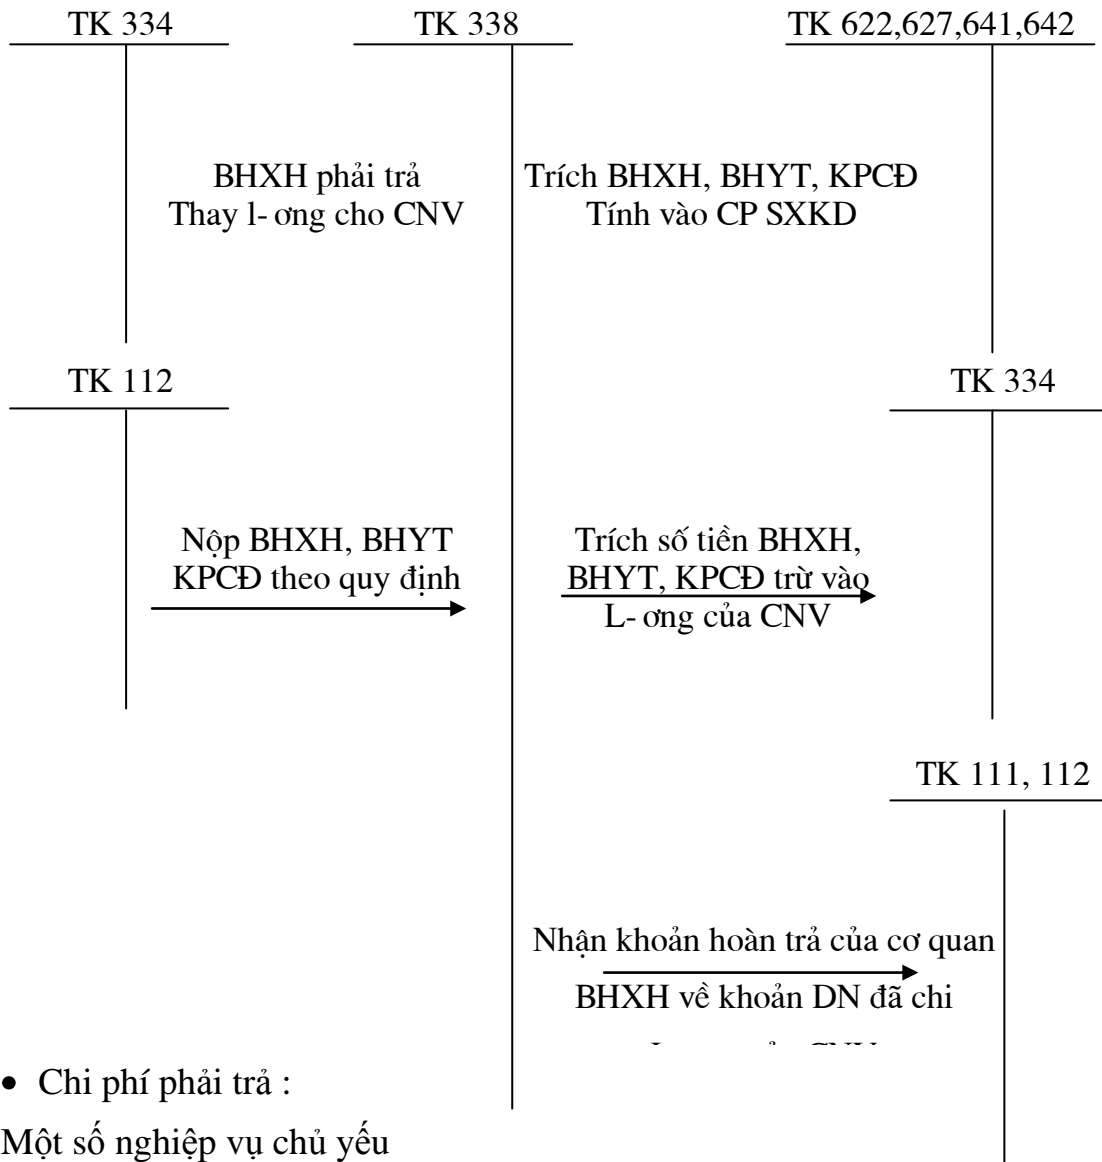 TK 334
TK 338
TK 622,627,641,642
BHXH phải trả
Thay l- ơng cho CNV
Trích BHXH, BHYT, KPCĐ
Tính vào CP SXKD
TK 112
TK 334
Nộp BHXH, BHYT
KPCĐ theo quy định
Trích số tiền BHXH,
BHYT, KPCĐ trừ vào
L- ơng của CNV
TK 111, 112
Nhận khoản hoàn trả của cơ quan
BHXH về khoản DN đã chi
• Chi phí phải trả :
Một số nghiệp vụ chủ yếu